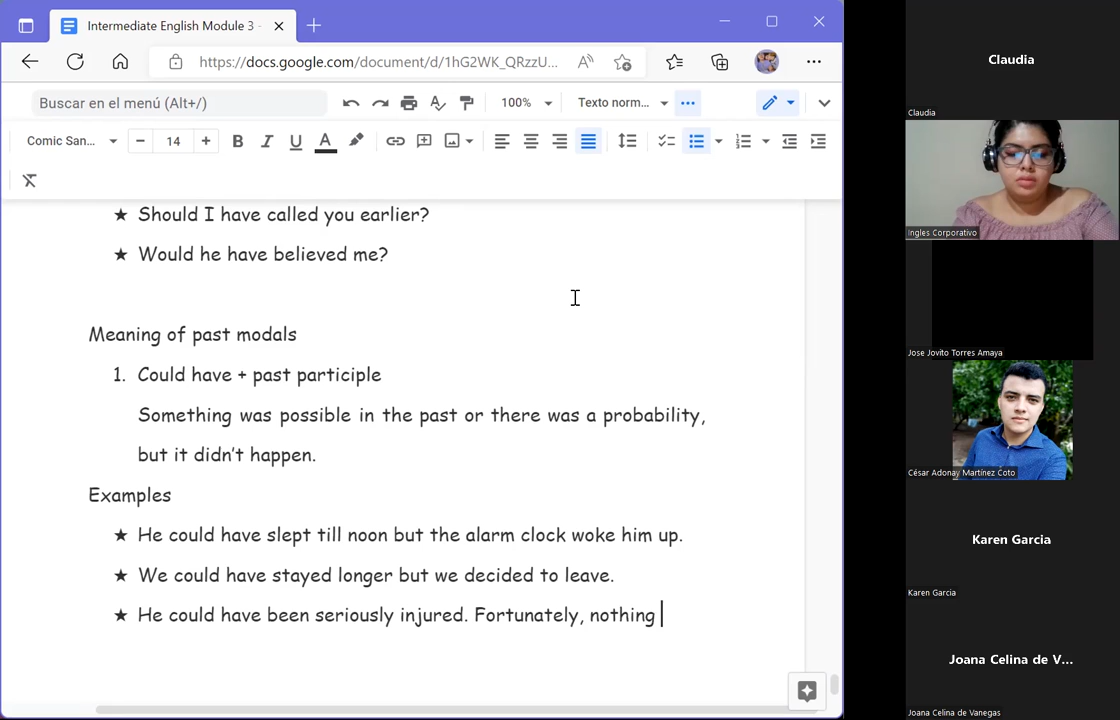 Intermediate English Module 3 -
https://docs.google.com/document/d/1hG2WK_QRzzU...
Buscar en el menú (Alt+/)
100%
Texto norm...
Comic San...
14
★ Should I have called you earlier?
★ Would he have believed me?
Meaning of past modals
1. Could have + past participle
Something was possible in the past or there was a probability,
but it didn't happen.
Examples
★ He could have slept till noon but the alarm clock woke him up.
★ We could have stayed longer but we decided to leave.
★ He could have been seriously injured. Fortunately, nothing
Claudia
Claudia
Ingles Corporativo
Jose Jovito Torres Amaya
César Adonay Martínez Coto
Karen Garcia
Karen Garcia
Joana Celina de V...
Joana Celina de Vanegas